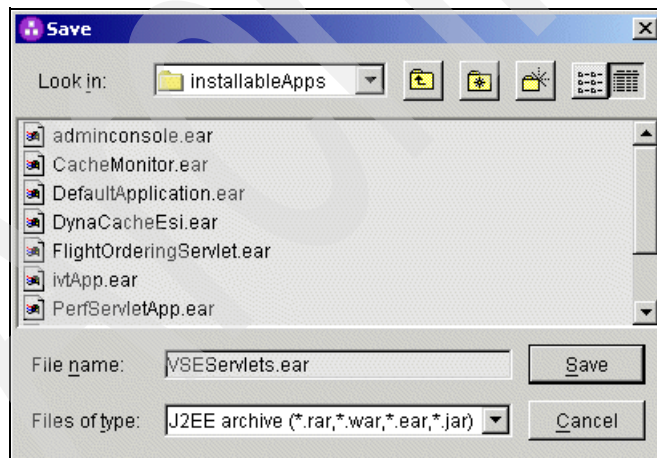 Save
Look in: installableApps
adminconsole.ear
CacheMonitor.ear
DefaultApplication.ear
DynaCacheEsi.ear
FlightOrderingServlet.ear
ivtApp.ear
PerfServletApp.ear
File name: VSEServlets.ear Save
Files of type: J2EE archive (*.rar,*.war,*.ear,*.jar) Cancel